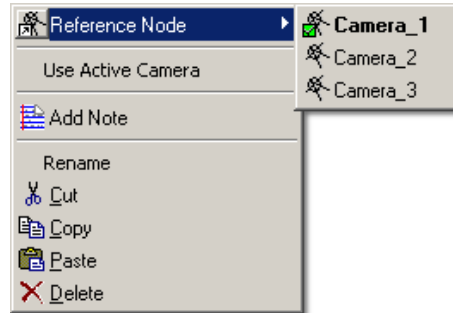 Reference Node
Use Active Camera
Add Note
Rename
Cut
Copy
Paste
Delete
Camera_1
Camera_2
Camera_3